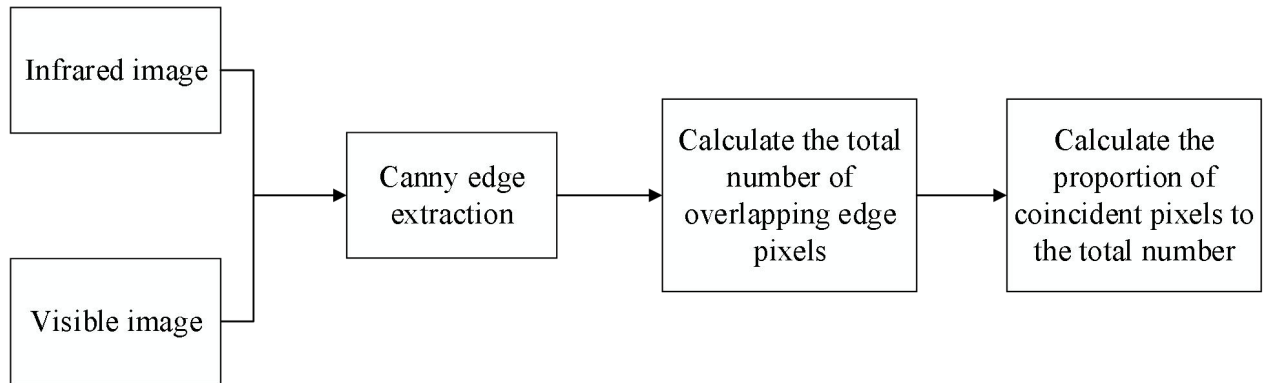 Infrared image
Visible image
Canny edge
extraction
Calculate the total
number of
overlapping edge
pixels
Calculate the
proportion of
coincident pixels to
the total number